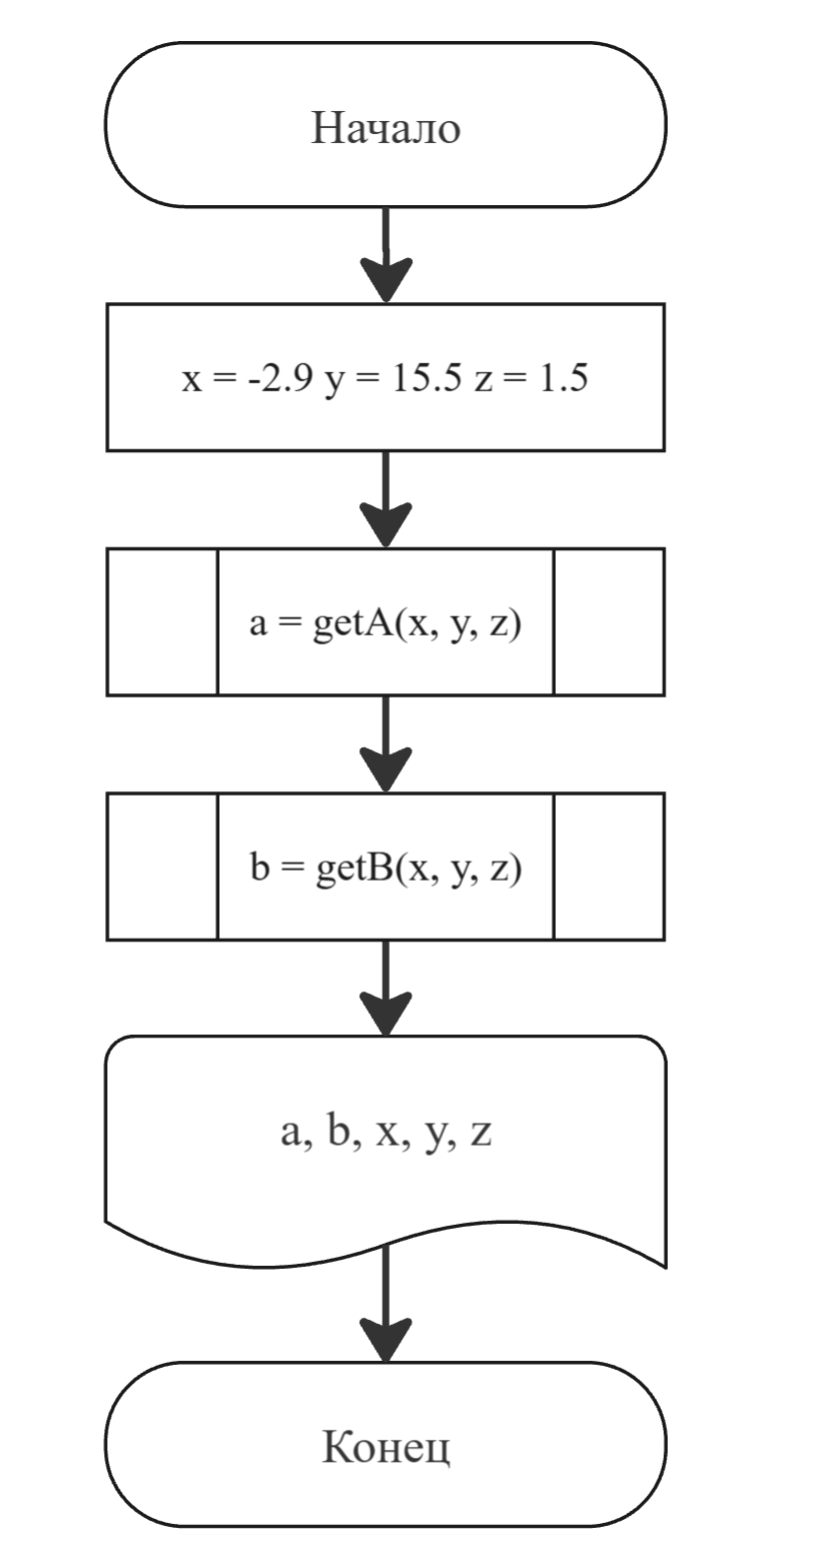 Начало
x = -2.9 y = 15.5 z = 1.5
a = getA(x, y, z)
b = getB(x, y, z)
a, b, x, y, z
Конец